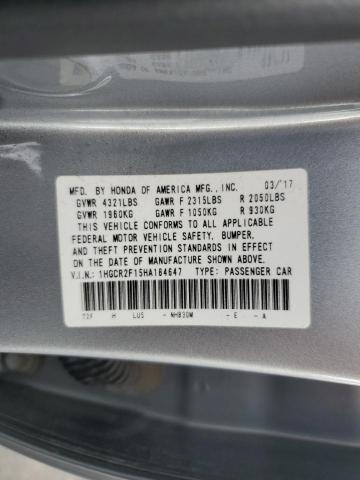 MFD. BY HONDA OF AMERICA MFG.,INC. 03/'17
GVWR 4321LBS GAWR F 2315LBS R 2050LBS
GVWR 1960KG GAWR F 1050KG R 930KG
THIS VEHICLE CONFORMS TO ALL APPLICABLE
FEDERAL MOTOR VEHICLE SAFETY, BUMPER,
AND THEFT PREVENTION STANDARDS IN EFFECT
ON THE DATE OF MANUFACTURE SHOWN ABOVE.
V.I.N.: 1HGCR2F15HA184647 TYPE: PASSENGER CAR
T2F H LUS - NH830M - E - A